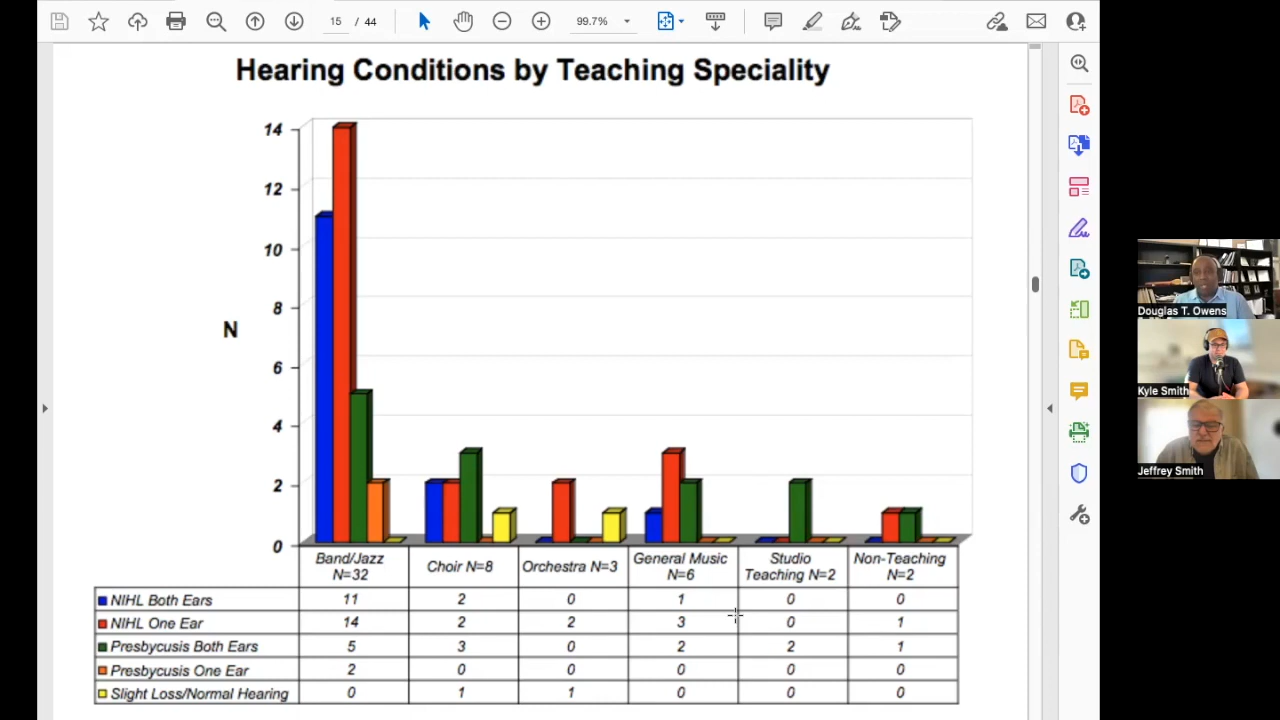 15 / 44
99.7%
Hearing Conditions by Teaching Speciality
14
12
10
8
6
4
2
0
N
Band/Jazz N=32
Choir N=8
Orchestra N=3
General Music N=6
Studio Teaching N=2
Non-Teaching N=2
NIHL Both Ears 11 2 0 1 0 0
NIHL One Ear 14 2 2 3 0 1
Presbycusis Both Ears 5 3 0 2 2 1
Presbycusis One Ear 2 0 0 0 0 0
Slight Loss/Normal Hearing 0 1 1 0 0 0
Douglas T. Owens
Kyle Smith
Jeffrey Smith